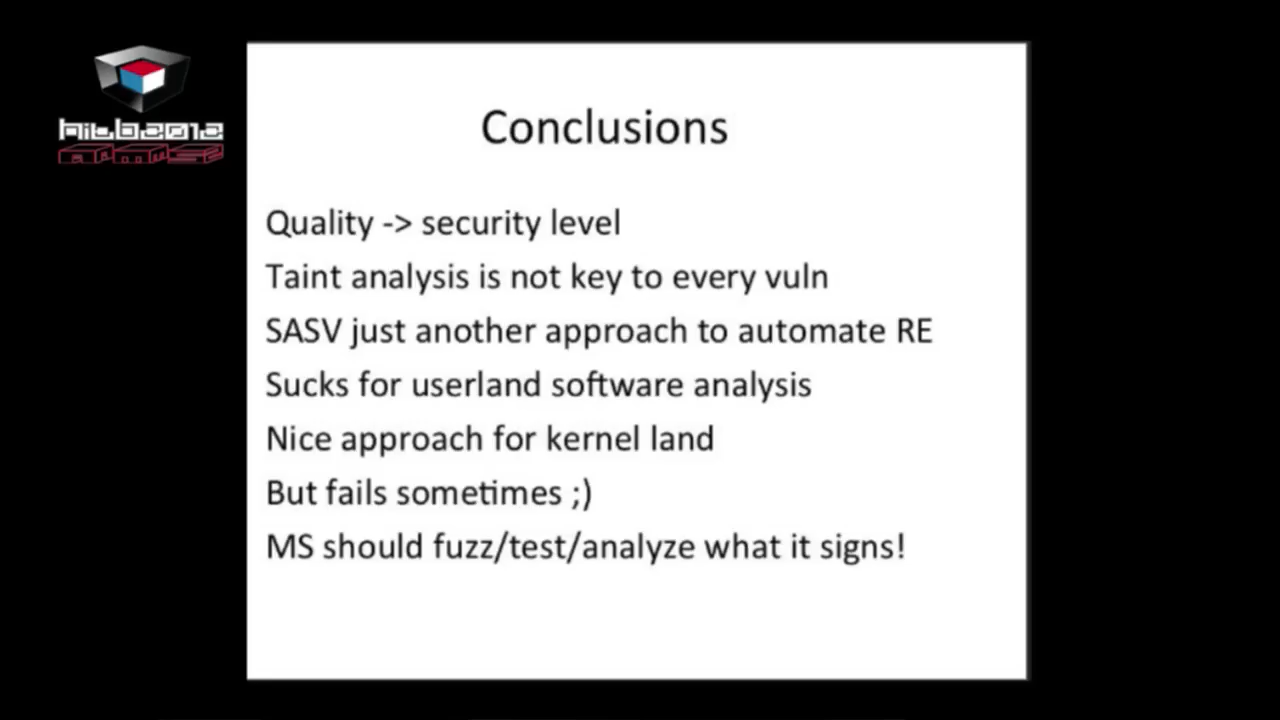 hitb2012
ams
Conclusions
Quality -> security level
Taint analysis is not key to every vuln
SASV just another approach to automate RE
Sucks for userland software analysis
Nice approach for kernel land
But fails sometimes ;)
MS should fuzz/test/analyze what it signs!